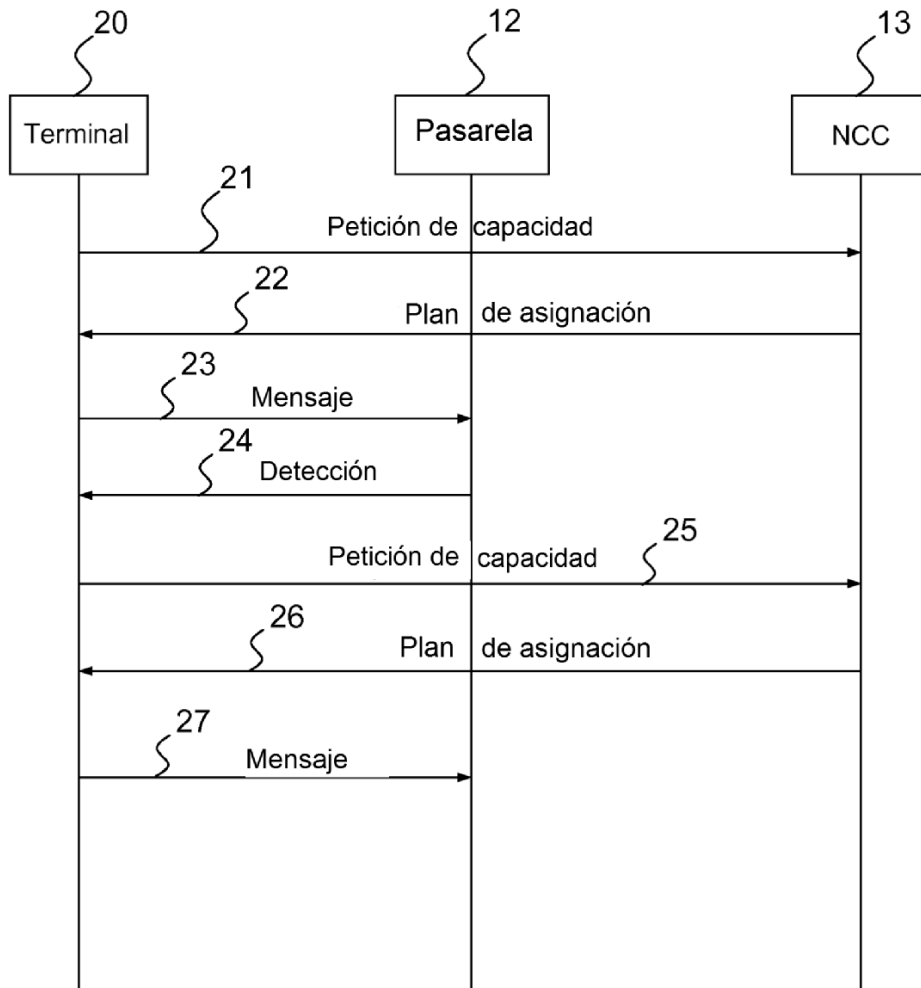 20
12
13
Terminal
Pasarela
NCC
21
Petición de capacidad
22
Plan de asignación
23
Mensaje
24
Detección
25
Petición de capacidad
26
Plan de asignación
27
Mensaje